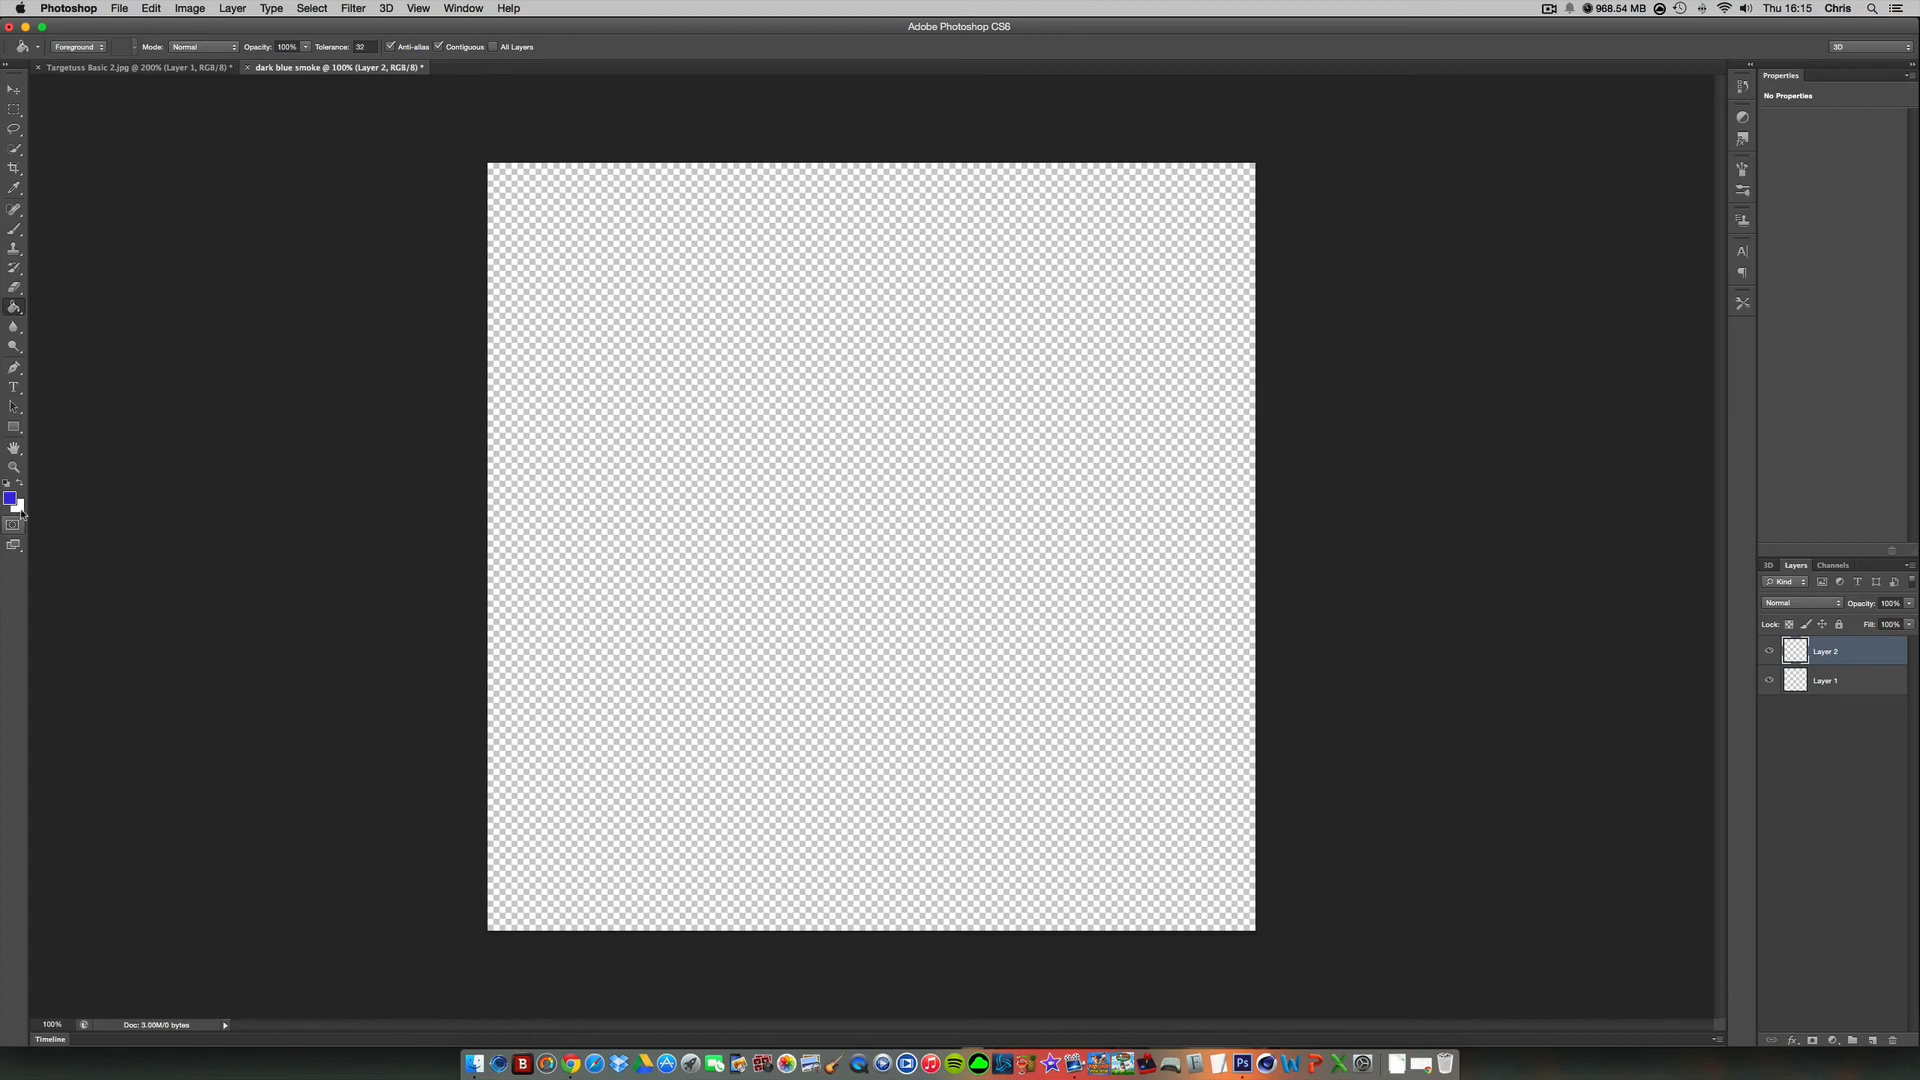 Photoshop File Edit Image Layer Type Select Filter 3D View Window Help 968.54 MB Thu 16:15 Chris
Adobe Photoshop CS6
Foreground Mode: Normal Opacity: 100% Tolerance: 32 Anti-alias Contiguous All Layers 3D
Targetuss Basic 2.jpg @ 200% (Layer 1, RGB/8) * dark blue smoke @ 100% (Layer 2, RGB/8) *
Properties
No Properties
3D Layers Channels
Kind
Normal Opacity: 100%
Lock: Fill: 100%
Layer 2
Layer 1
100% Doc: 3.00M/0 bytes
Timeline